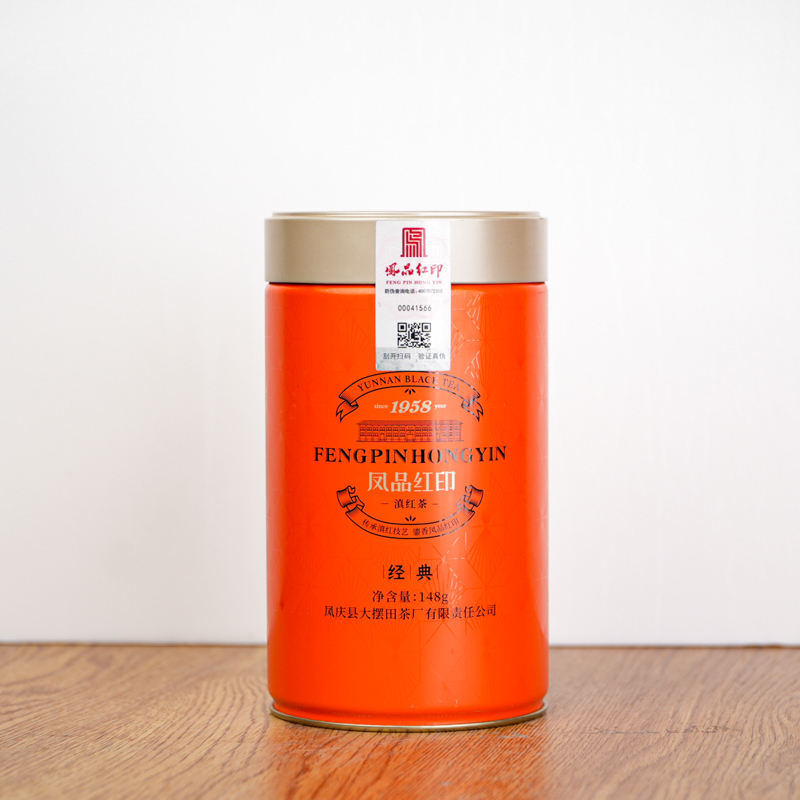 凤品红印
FENG PIN HONG YIN
00041566
刮开扫码 验证真伪
YUNNAN BLACK TEA
since 1958 year
FENGPINHONGYIN
凤品红印
滇红茶
传承滇红技艺 鎏香凤品红印
经典
净含量:148g
凤庆县大摆田茶厂有限责任公司